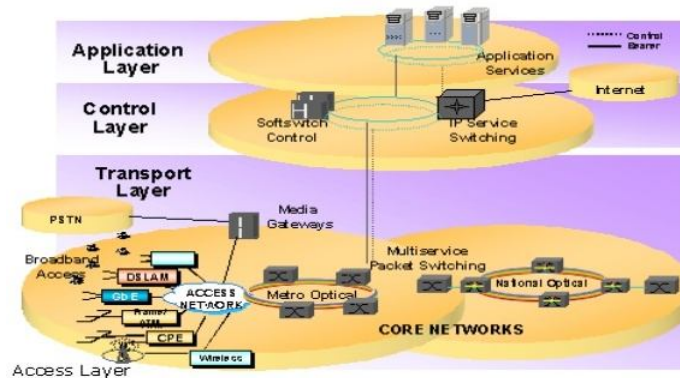 Application
Layer
Control
Bearer
Application
Services
Internet
Control
Layer
Softswitch
Control
IP Service
Switching
Transport
Layer
PSTN
Media
Gateways
Broadband
Access
DSLAM
GbE
Frame/
ATM
CPE
Wireless
ACCESS
NETWORK
Metro Optical
Multiservice
Packet Switching
National Optical
CORE NETWORKS
Access Layer